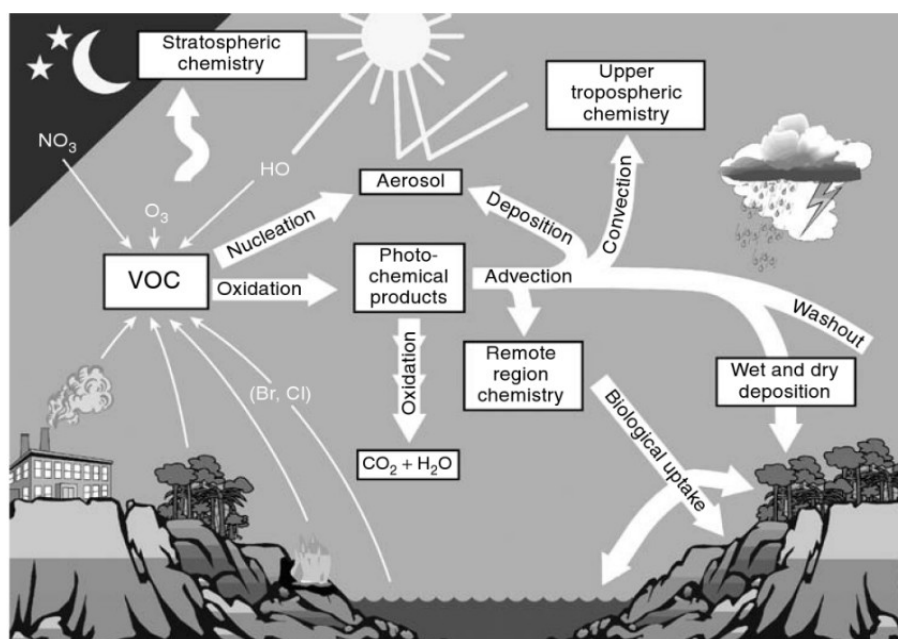 Stratospheric
chemistry
Upper
tropospheric
chemistry
NO₃
HO
O₃
Aerosol
Nucleation
Deposition
Convection
VOC
Oxidation
Photo-
chemical
products
Advection
Washout
Oxidation
Remote
region
chemistry
Wet and dry
deposition
(Br, Cl)
Biological uptake
CO₂ + H₂O